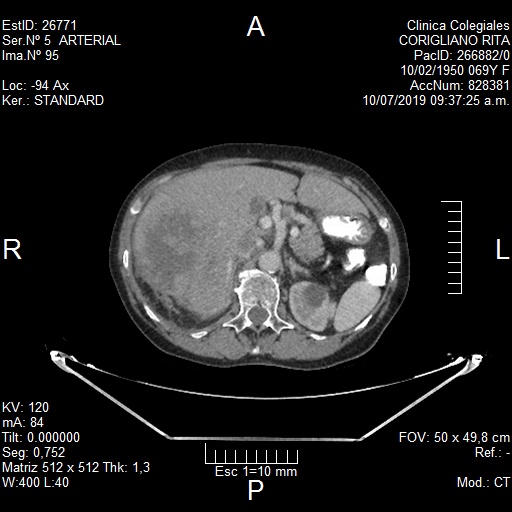 EstID: 26771
Ser.Nº 5 ARTERIAL
Ima.Nº 95
Loc: -94 Ax
Ker.: STANDARD
A
Clinica Colegiales
CORIGLIANO RITA
PacID: 266882/0
10/02/1950 069Y F
AccNum: 828381
10/07/2019 09:37:25 a.m.
R
L
KV: 120
mA: 84
Tilt: 0.000000
Seg: 0,752
Matriz 512 x 512 Thk: 1,3
W:400 L:40
Esc 1=10 mm
P
FOV: 50 x 49,8 cm
Ref.: -
Mod.: CT